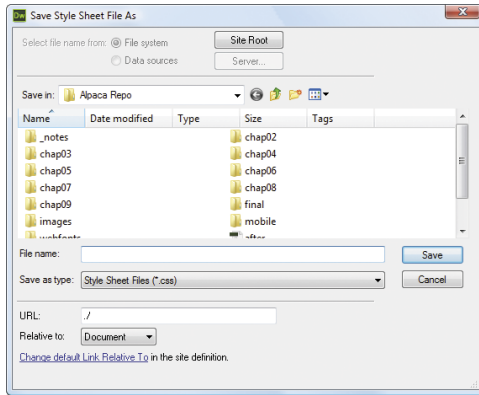 Dw Save Style Sheet File As
Select file name from: File system Site Root
Data sources Server...
Save in: Alpaca Repo
Name Date modified Type Size Tags
_notes chap02
chap03 chap04
chap05 chap06
chap07 chap08
chap09 final
images mobile
webfonts after
File name: Save
Save as type: Style Sheet Files (*.css) Cancel
URL: ./
Relative to: Document
Change default Link Relative To in the site definition.